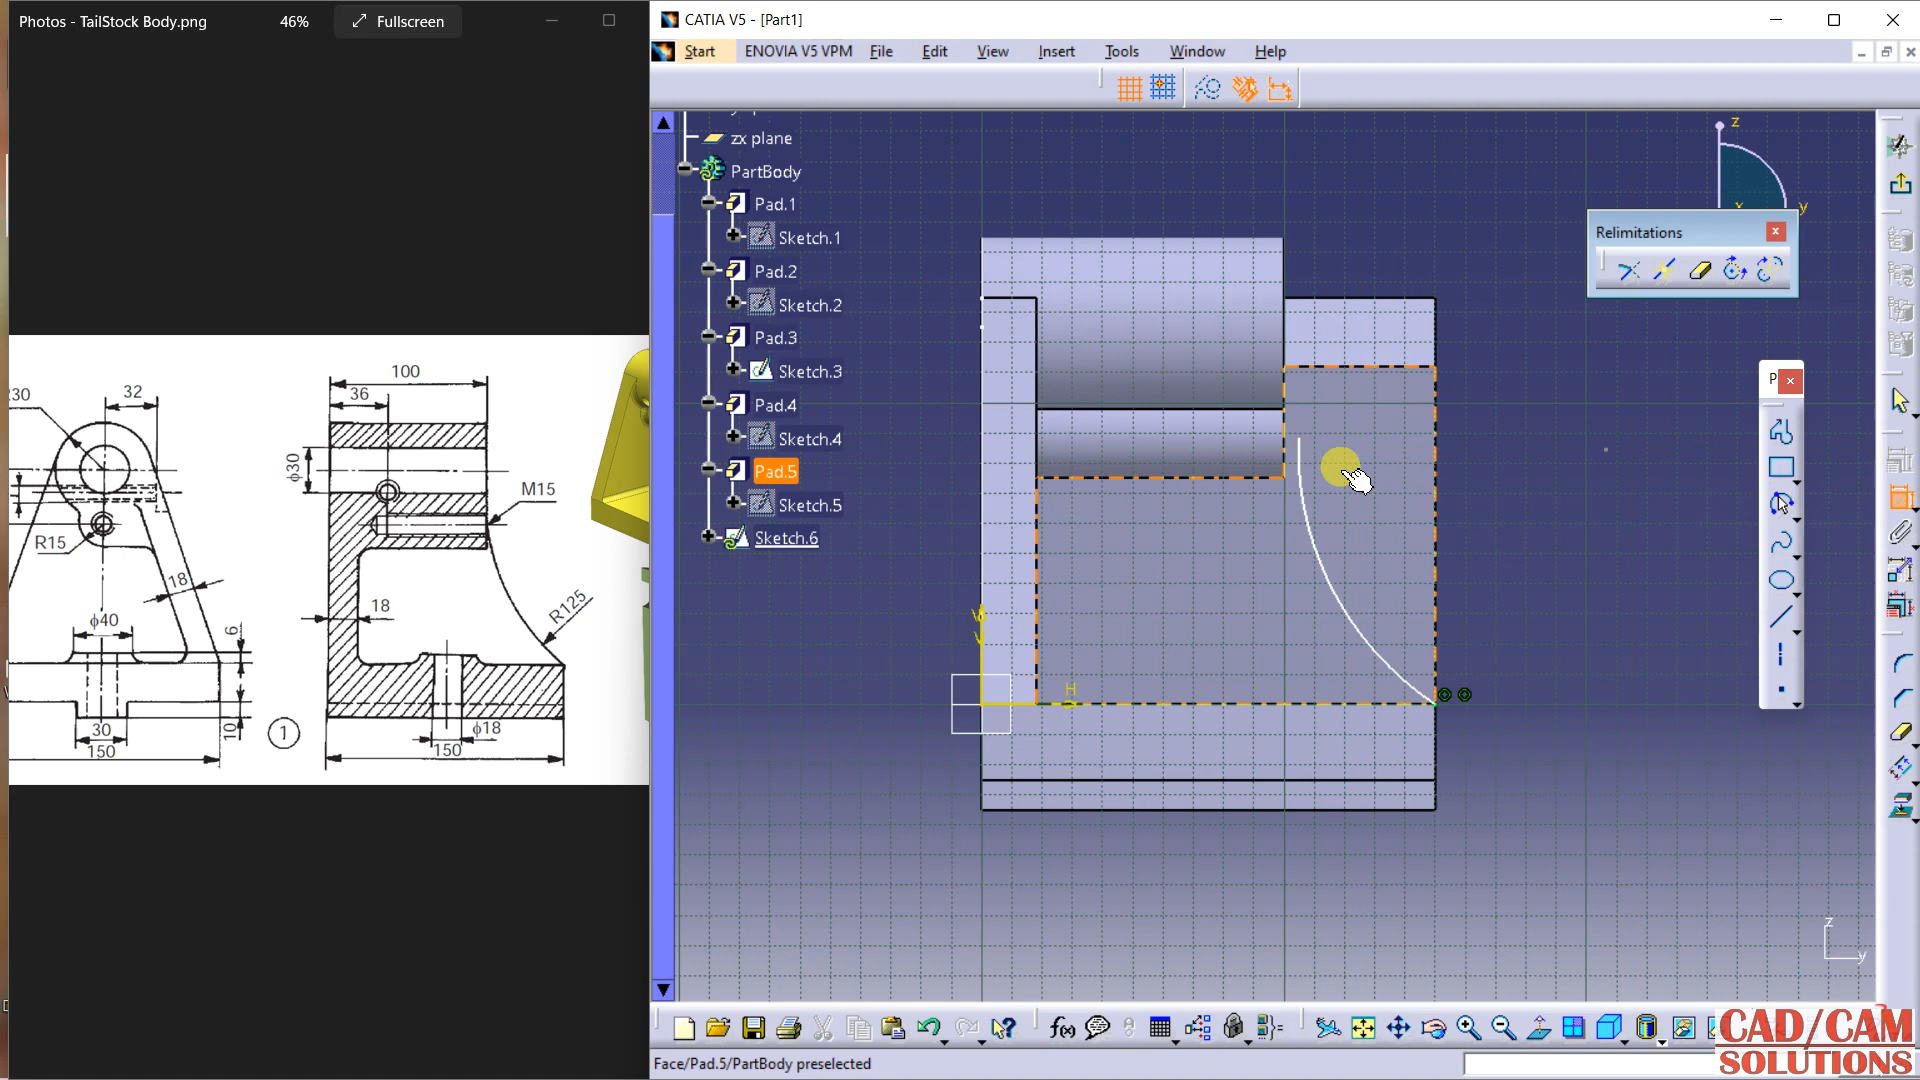 Photos - TailStock Body.png
46%
Fullscreen
CATIA V5 - [Part1]
Start
ENOVIA V5 VPM
File
Edit
View
Insert
Tools
Window
Help
zx plane
PartBody
Pad.1
Sketch.1
Pad.2
Sketch.2
Pad.3
Sketch.3
Pad.4
Sketch.4
Pad.5
Sketch.5
Sketch.6
z
x
y
Relimitations
P
V
H
z
y
30
32
R15
18
ϕ40
6
30
10
150
1
100
36
ϕ30
M15
18
R125
ϕ18
150
f(x)
Face/Pad.5/PartBody preselected
CAD/CAM
SOLUTIONS